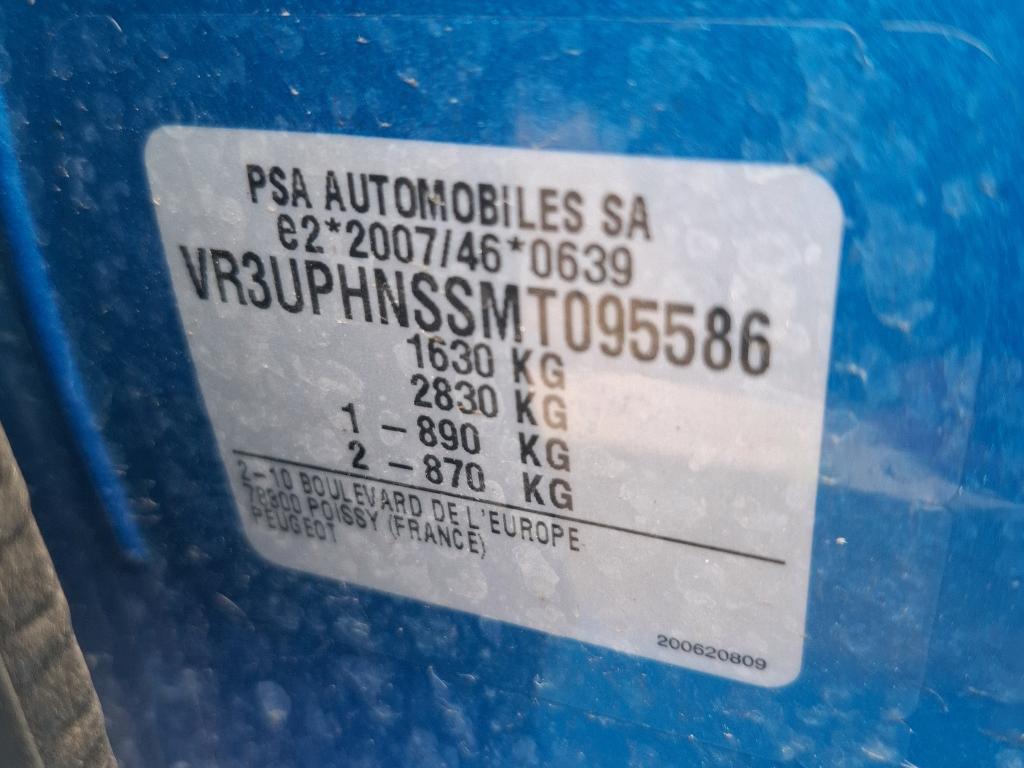 PSA AUTOMOBILES SA
e2*2007/46*0639
VR3UPHNSSMT095586
1630 KG
2830 KG
1 - 890 KG
2 - 870 KG
2-10 BOULEVARD DE L'EUROPE
78300 POISSY (FRANCE)
PEUGEOT
200620809